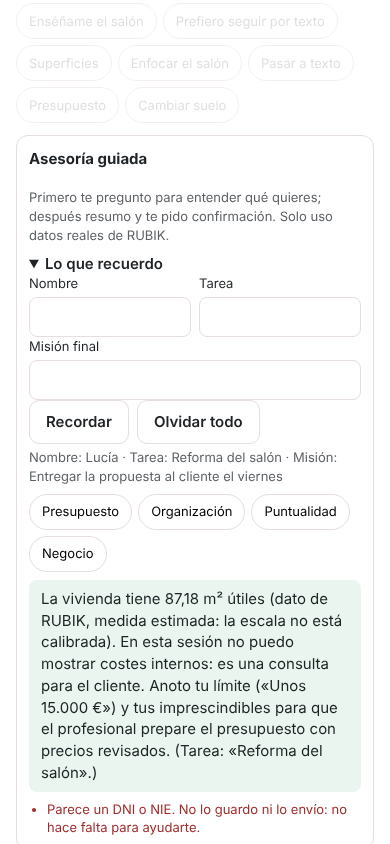 Enséñame el salón
Prefiero seguir por texto
Superficies
Enfocar el salón
Pasar a texto
Presupuesto
Cambiar suelo
Asesoría guiada
Primero te pregunto para entender qué quieres;
después resumo y te pido confirmación. Solo uso
datos reales de RUBIK.
▼ Lo que recuerdo
Nombre
Tarea
Misión final
Recordar
Olvidar todo
Nombre: Lucía · Tarea: Reforma del salón · Misión:
Entregar la propuesta al cliente el viernes
Presupuesto
Organización
Puntualidad
Negocio
La vivienda tiene 87,18 m² útiles (dato de
RUBIK, medida estimada: la escala no está
calibrada). En esta sesión no puedo
mostrar costes internos: es una consulta
para el cliente. Anoto tu límite («Unos
15.000 €») y tus imprescindibles para que
el profesional prepare el presupuesto con
precios revisados. (Tarea: «Reforma del
salón».)
• Parece un DNI o NIE. No lo guardo ni lo envío: no
hace falta para ayudarte.